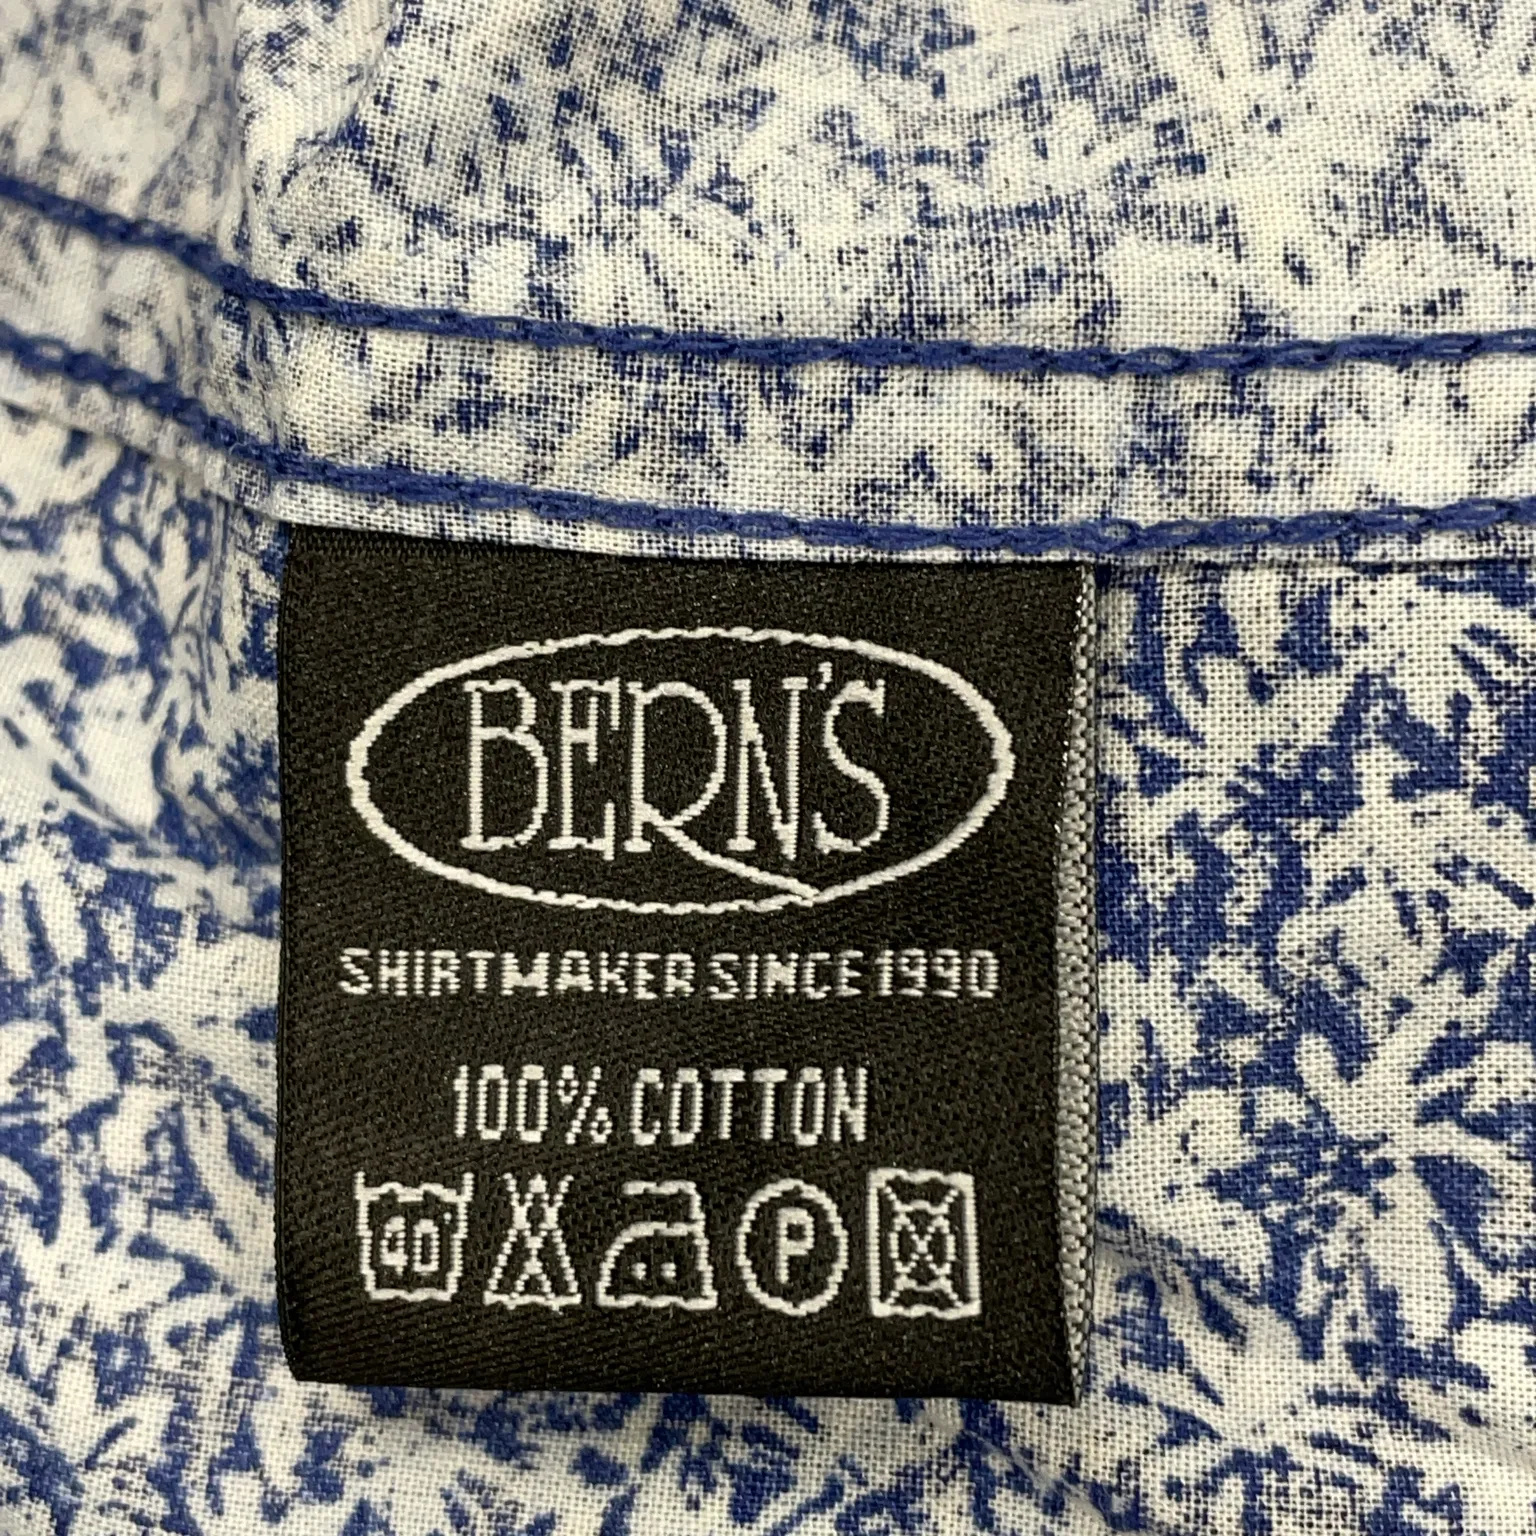 BERN'S
SHIRTMAKER SINCE 1990
100% COTTON
40° P